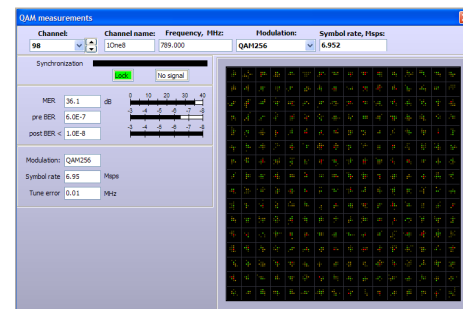 QAM measurements
Channel: Channel name: Frequency, MHz: Modulation: Symbol rate, Msps:
98 1One8 789.000 QAM256 6.952
Synchronization
Lock No signal
MER 36.1 dB 0 10 20 30 40
pre BER 6.0E-7 -3 -4 -5 -6 -7 -8
post BER < 1.0E-8 -3 -4 -5 -6 -7 -8
Modulation: QAM256
Symbol rate 6.95 Msps
Tune error 0.01 MHz